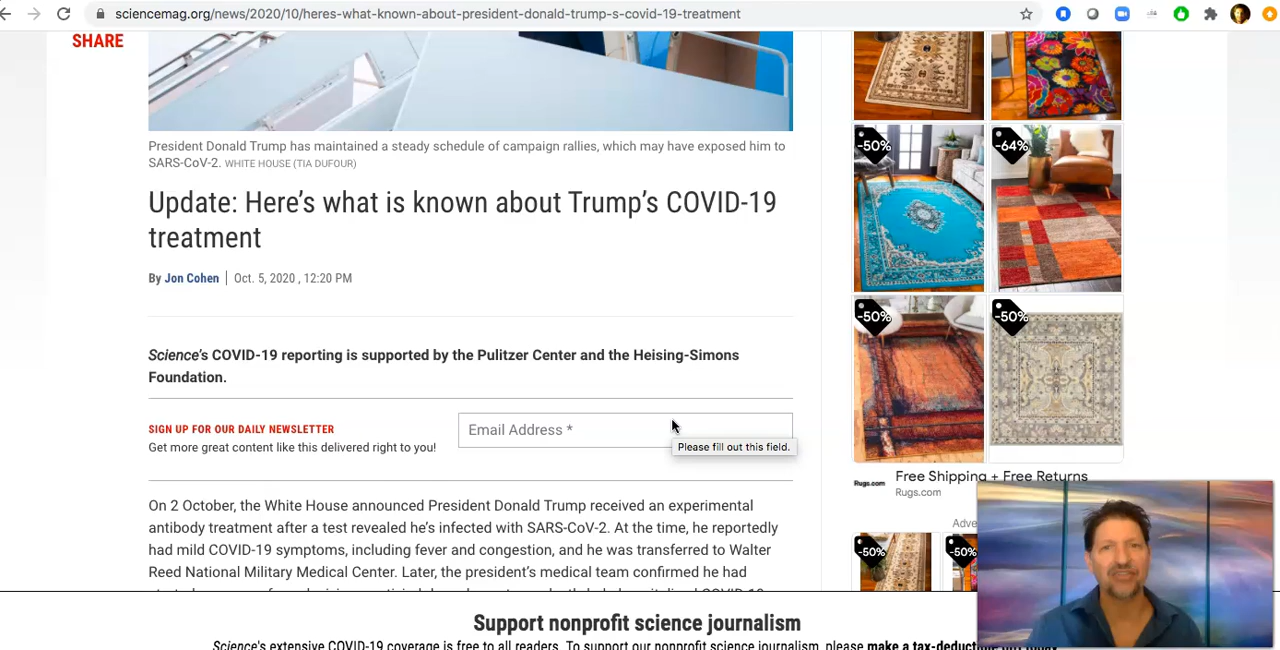 sciencemag.org/news/2020/10/heres-what-known-about-president-donald-trump-s-covid-19-treatment
SHARE
President Donald Trump has maintained a steady schedule of campaign rallies, which may have exposed him to
SARS-CoV-2. WHITE HOUSE (TIA DUFOUR)
Update: Here’s what is known about Trump’s COVID-19
treatment
By Jon Cohen | Oct. 5, 2020 , 12:20 PM
Science’s COVID-19 reporting is supported by the Pulitzer Center and the Heising-Simons
Foundation.
SIGN UP FOR OUR DAILY NEWSLETTER
Get more great content like this delivered right to you!
Email Address *
Please fill out this field.
On 2 October, the White House announced President Donald Trump received an experimental
antibody treatment after a test revealed he’s infected with SARS-CoV-2. At the time, he reportedly
had mild COVID-19 symptoms, including fever and congestion, and he was transferred to Walter
Reed National Military Medical Center. Later, the president’s medical team confirmed he had
-50%
-64%
-50%
-50%
Rugs.com
Free Shipping + Free Returns
Rugs.com
Adve
-50%
-50%
Support nonprofit science journalism
Science's extensive COVID-19 coverage is free to all readers. To support our nonprofit science journalism, please make a tax-deductible gift today.